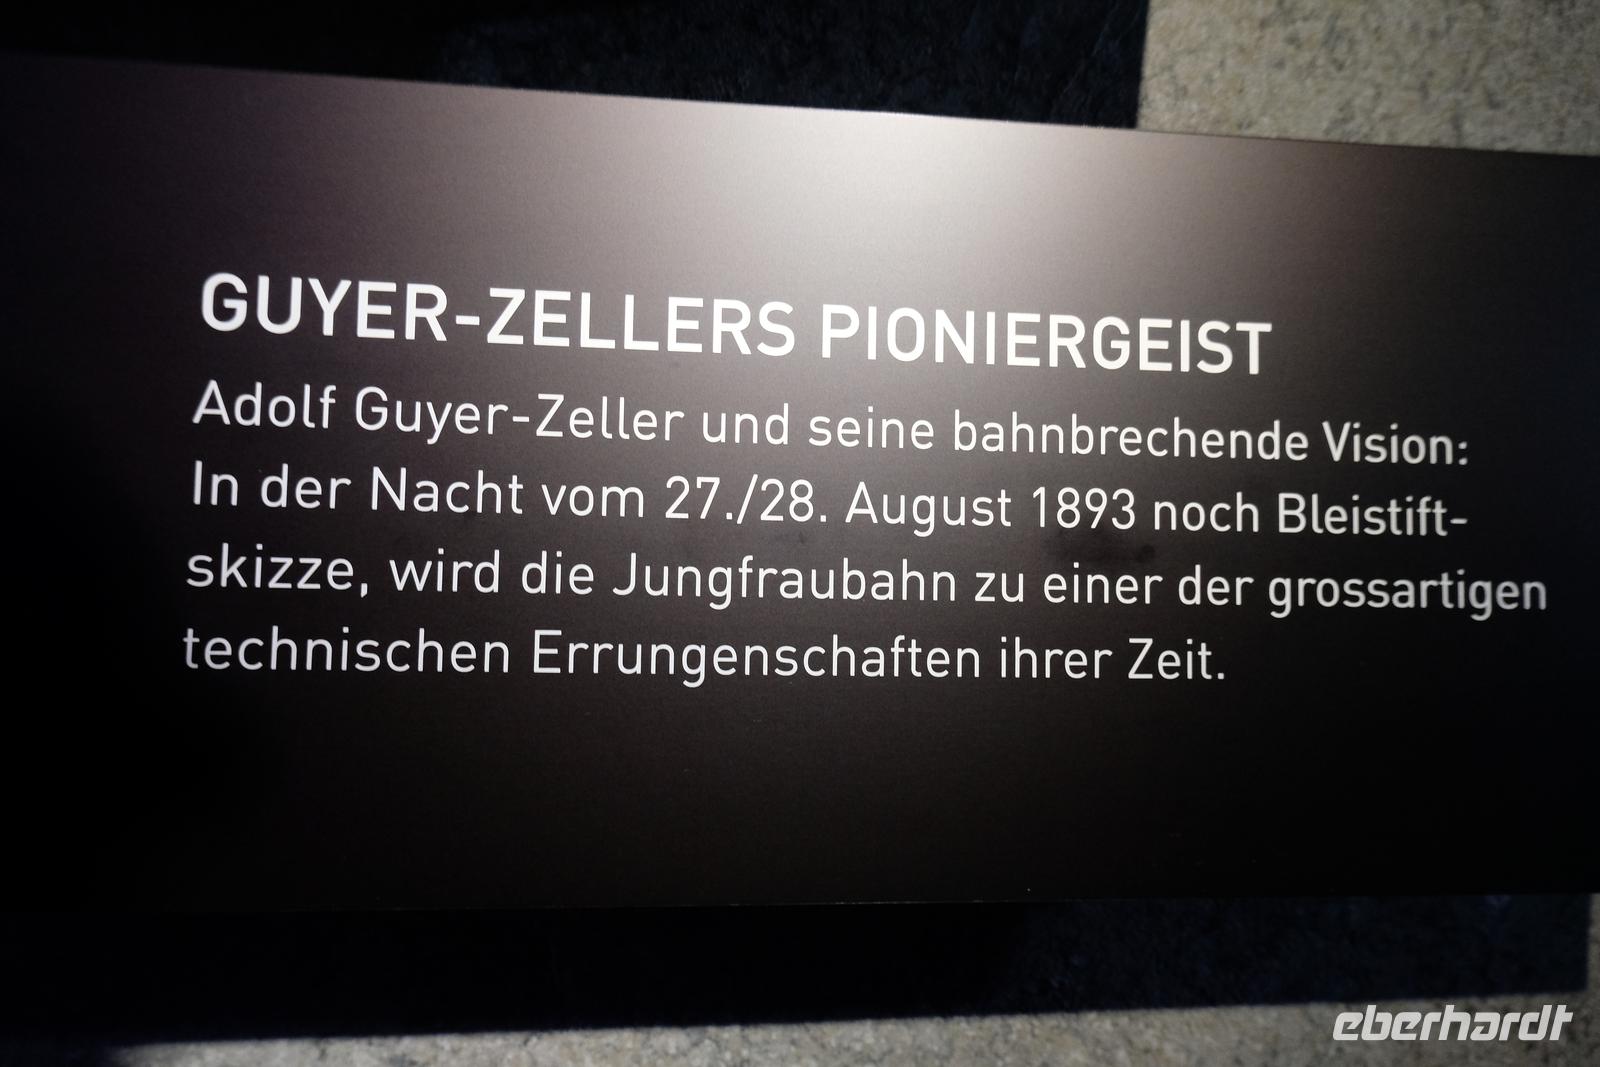 GUYER-ZELLERS PIONIERGEIST
Adolf Guyer-Zeller und seine bahnbrechende Vision:
In der Nacht vom 27./28. August 1893 noch Bleistift-
skizze, wird die Jungfraubahn zu einer der grossartigen
technischen Errungenschaften ihrer Zeit.
eberhardt